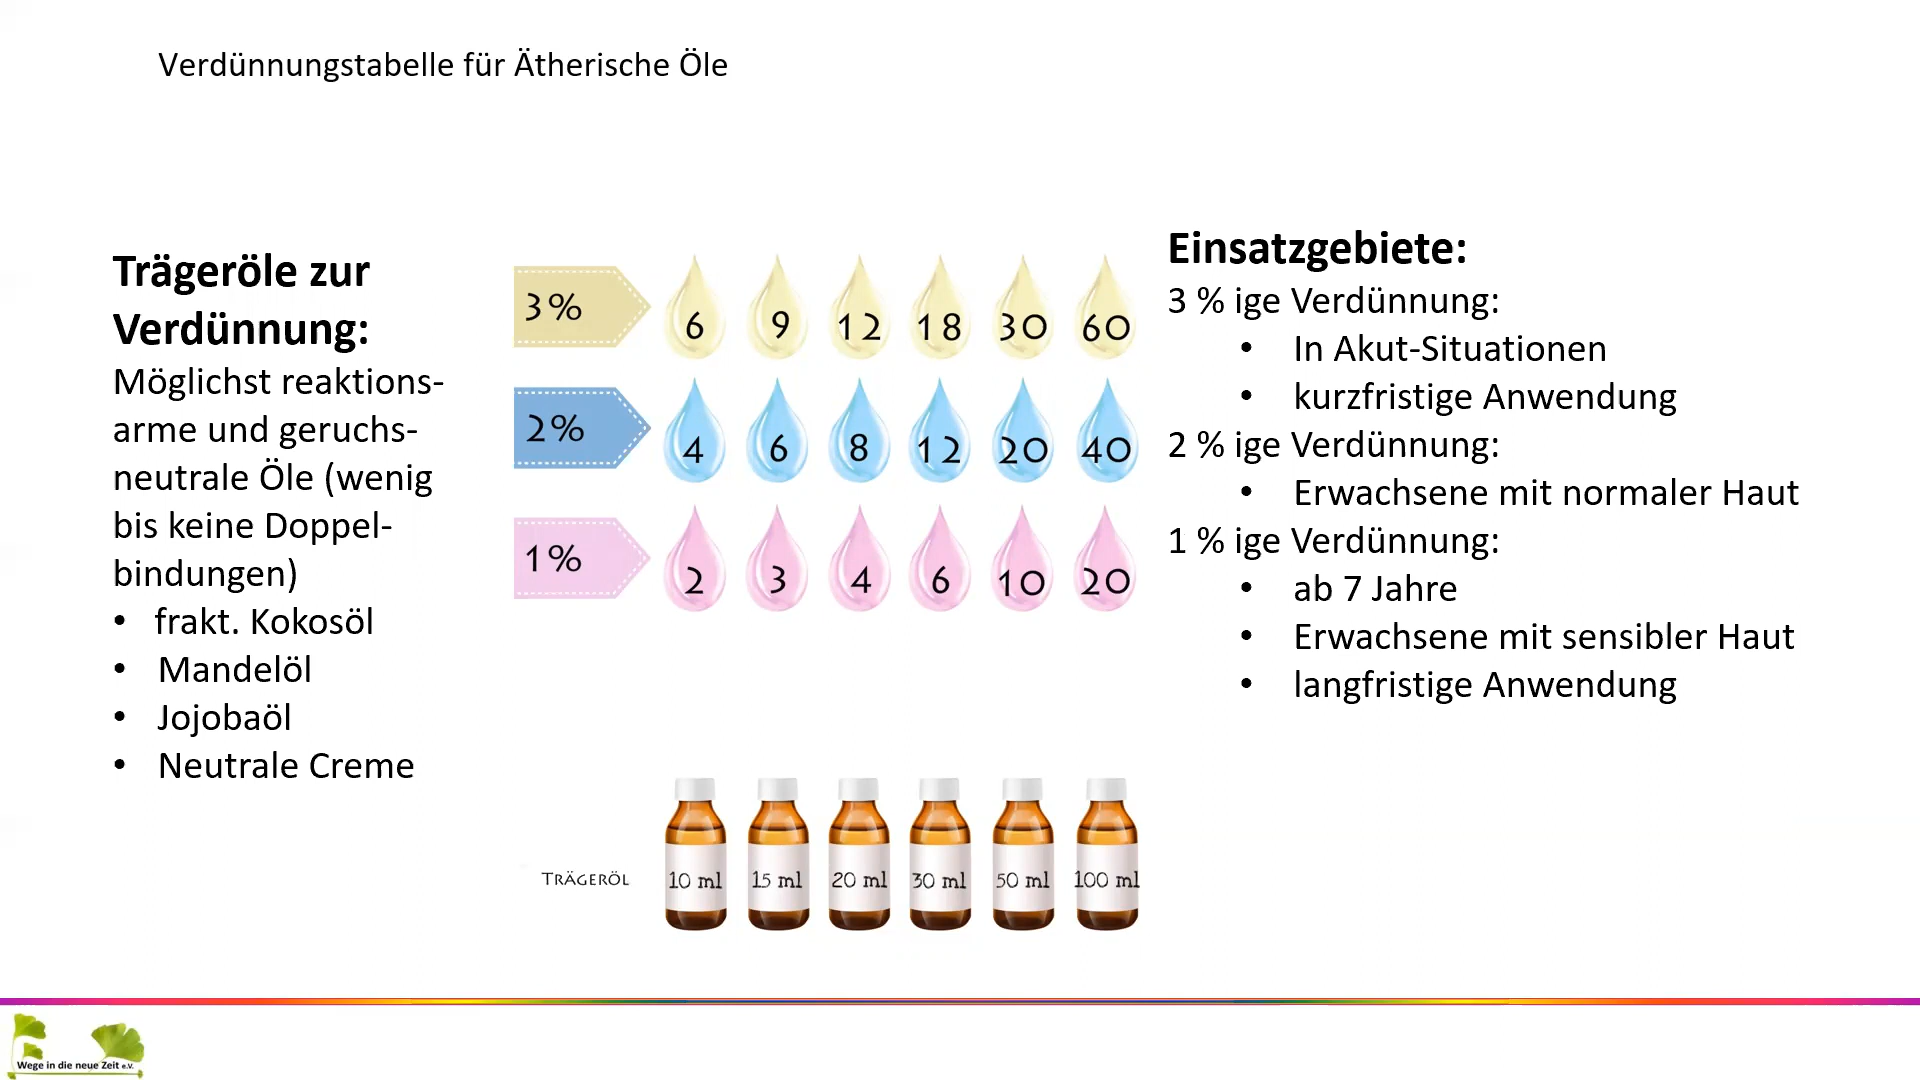 Verdünnungstabelle für Ätherische Öle
Trägeröle zur
Verdünnung:
Möglichst reaktions-
arme und geruchs-
neutrale Öle (wenig
bis keine Doppel-
bindungen)
• frakt. Kokosöl
• Mandelöl
• Jojobaöl
• Neutrale Creme
3% 6 9 12 18 30 60
2% 4 6 8 12 20 40
1% 2 3 4 6 10 20
TRÄGERÖL 10 ml 15 ml 20 ml 30 ml 50 ml 100 ml
Einsatzgebiete:
3 % ige Verdünnung:
• In Akut-Situationen
• kurzfristige Anwendung
2 % ige Verdünnung:
• Erwachsene mit normaler Haut
1 % ige Verdünnung:
• ab 7 Jahre
• Erwachsene mit sensibler Haut
• langfristige Anwendung
Wege in die neue Zeit e.V.